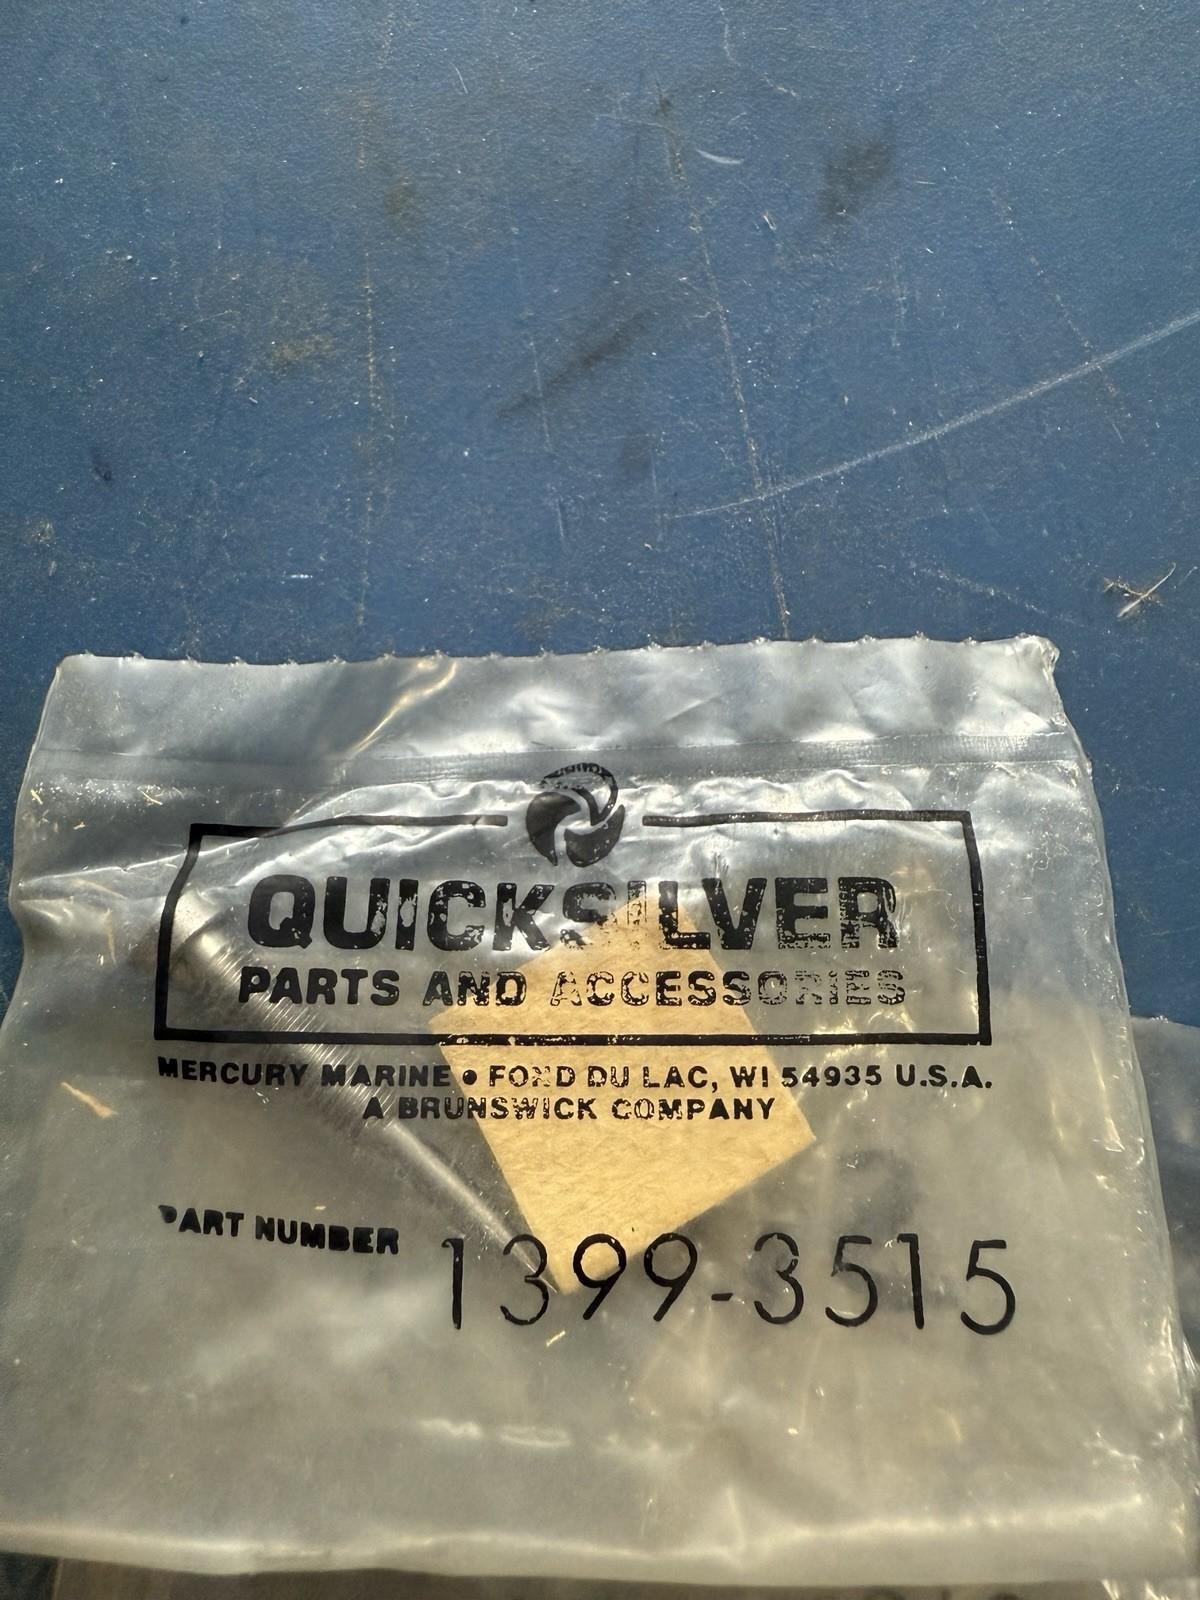 QUICKSILVER
PARTS AND ACCESSORIES
MERCURY MARINE • FOND DU LAC, WI 54935 U.S.A.
A BRUNSWICK COMPANY
PART NUMBER 1399-3515